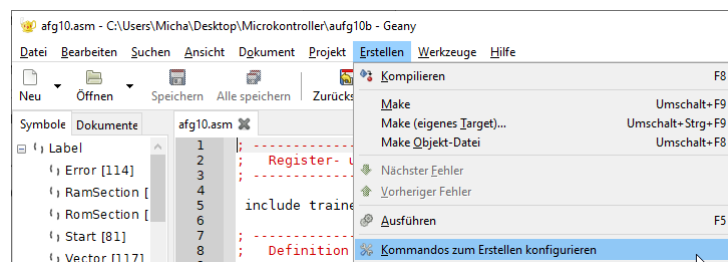 afg10.asm - C:\Users\Micha\Desktop\Microkontroller\aufg10b - Geany
Datei Bearbeiten Suchen Ansicht Dokument Projekt Erstellen Werkzeuge Hilfe
Neu Öffnen Speichern Alle speichern Zurücks
Kompilieren F8
Make Umschalt+F9
Make (eigenes Target)... Umschalt+Strg+F9
Make Objekt-Datei Umschalt+F8
Nächster Fehler
Vorheriger Fehler
Ausführen F5
Kommandos zum Erstellen konfigurieren
Symbole Dokumente afg10.asm
Label
Error [114]
RamSection [
RomSection [
Start [81]
Vector [117]
1 ; -------------
2 ; Register- u
3 ; -------------
4
5 include traine
6
7 ; -------------
8 ; Definition